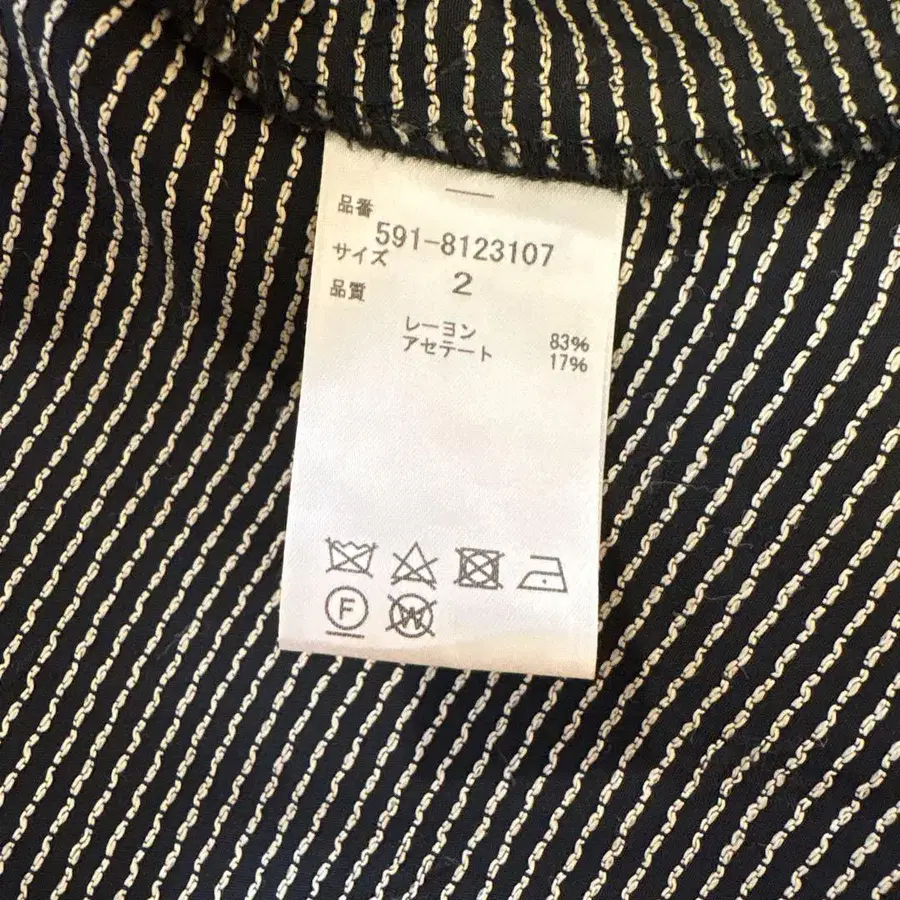 品番
591-8123107
サイズ
2
品質
レーヨン 83%
アセテート 17%
F W